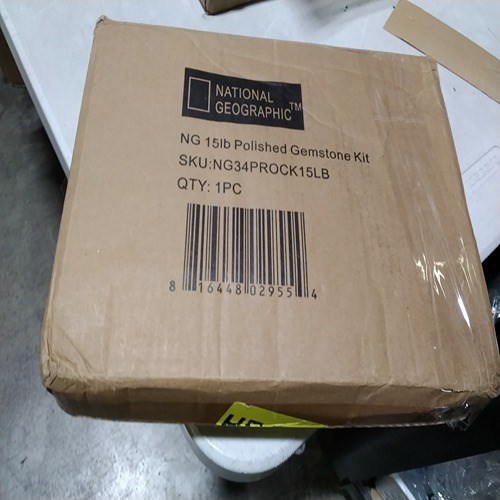 NATIONAL
GEOGRAPHIC™
NG 15lb Polished Gemstone Kit
SKU:NG34PROCK15LB
QTY: 1PC
8 16448 02955 4